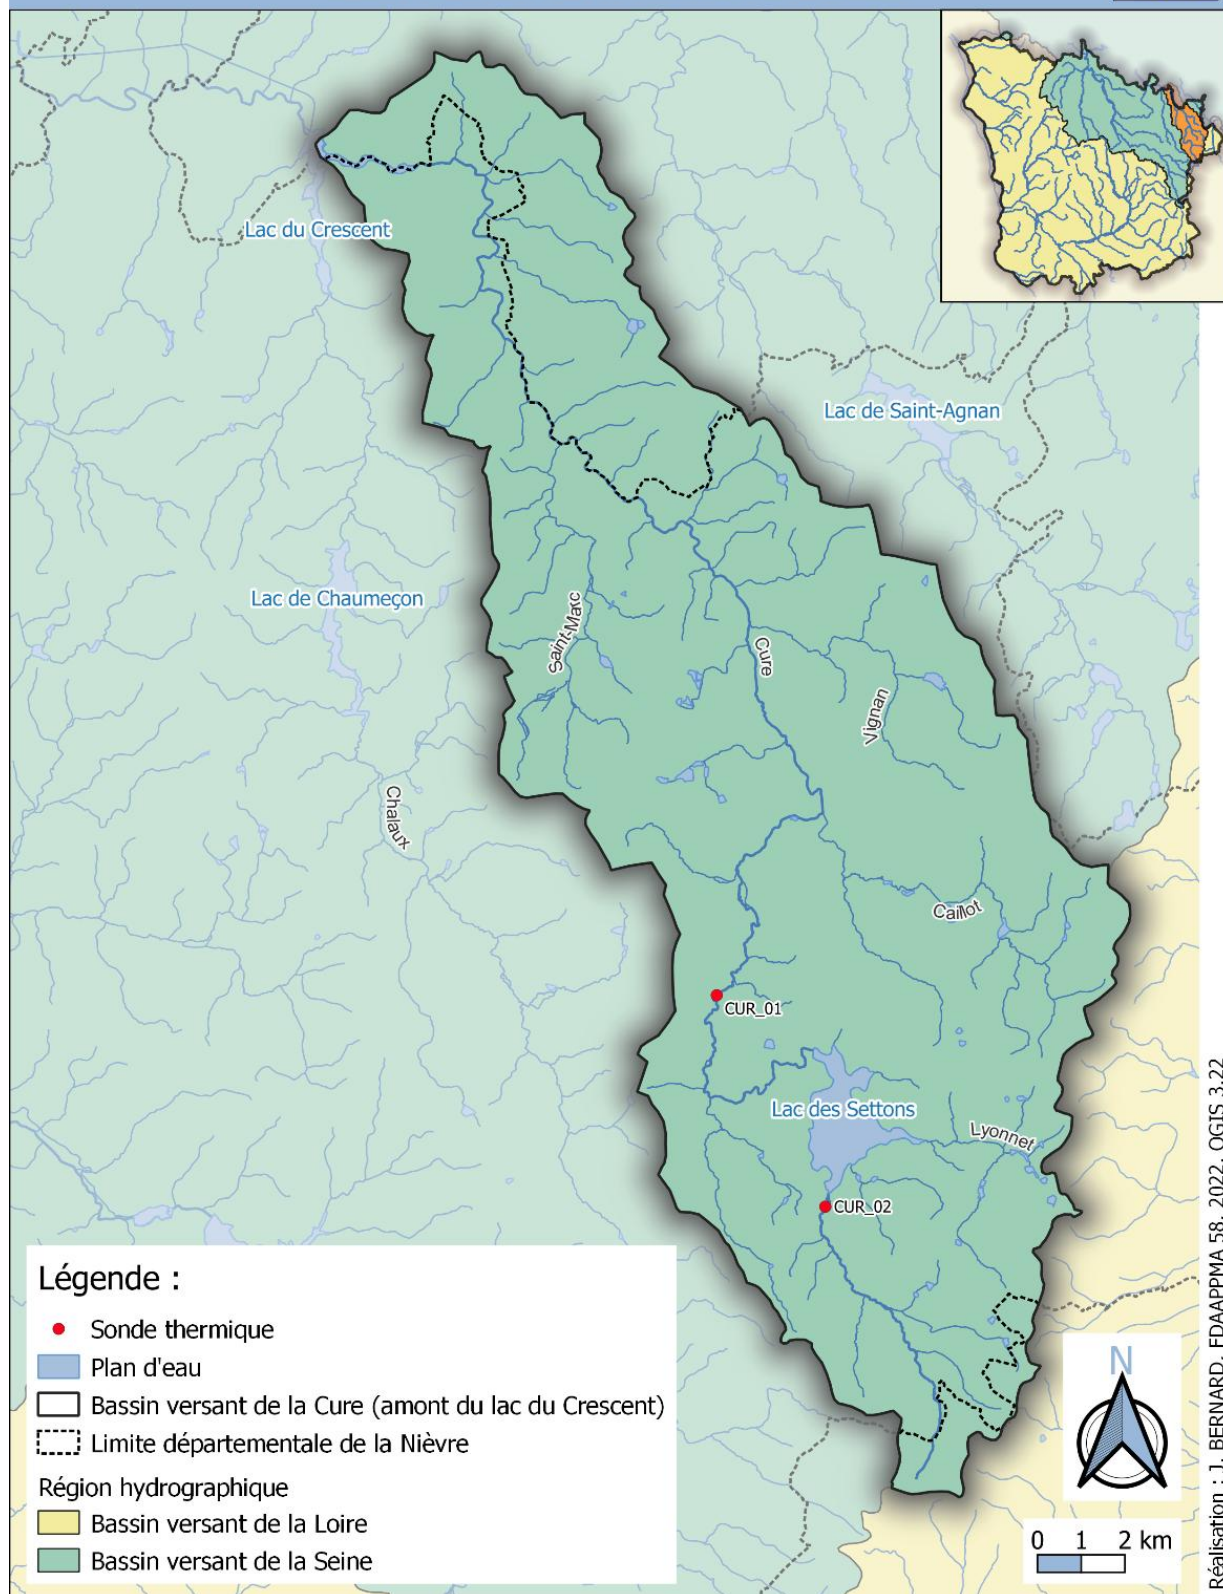 Lac du Crescent
Lac de Saint-Agnan
Lac de Chaumeçon
Saint-Marc
Cure
Vignan
Chalaux
Caillot
CUR_01
Lac des Settons
Lyonnet
CUR_02
Légende :
Sonde thermique
Plan d'eau
Bassin versant de la Cure (amont du lac du Crescent)
Limite départementale de la Nièvre
Région hydrographique
Bassin versant de la Loire
Bassin versant de la Seine
N
0 1 2 km
Réalisation : J. BERNARD, FDAAPPMA 58, 2022, QGIS 3.22